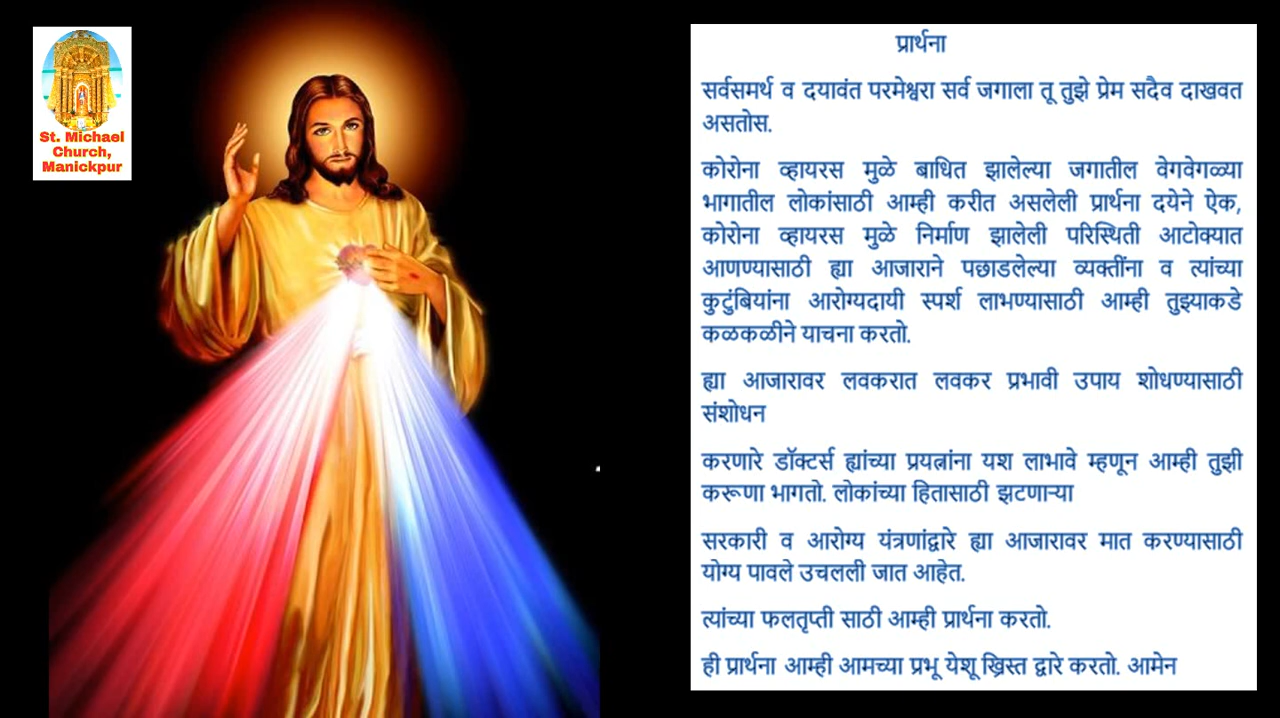 St. Michael
Church,
Manickpur
प्रार्थना
सर्वसमर्थ व दयावंत परमेश्वरा सर्व जगाला तू तुझे प्रेम सदैव दाखवत
असतोस.
कोरोना व्हायरस मुळे बाधित झालेल्या जगातील वेगवेगळ्या
भागातील लोकांसाठी आम्ही करीत असलेली प्रार्थना दयेने ऐक,
कोरोना व्हायरस मुळे निर्माण झालेली परिस्थिती आटोक्यात
आणण्यासाठी ह्या आजाराने पछाडलेल्या व्यक्तींना व त्यांच्या
कुटुंबियांना आरोग्यदायी स्पर्श लाभण्यासाठी आम्ही तुझ्याकडे
कळकळीने याचना करतो.
ह्या आजारावर लवकरात लवकर प्रभावी उपाय शोधण्यासाठी
संशोधन
करणारे डॉक्टर्स ह्यांच्या प्रयत्नांना यश लाभावे म्हणून आम्ही तुझी
करूणा भागतो. लोकांच्या हितासाठी झटणाऱ्या
सरकारी व आरोग्य यंत्रणांद्वारे ह्या आजारावर मात करण्यासाठी
योग्य पावले उचलली जात आहेत.
त्यांच्या फलतृप्ती साठी आम्ही प्रार्थना करतो.
ही प्रार्थना आम्ही आमच्या प्रभू येशू ख्रिस्त द्वारे करतो. आमेन